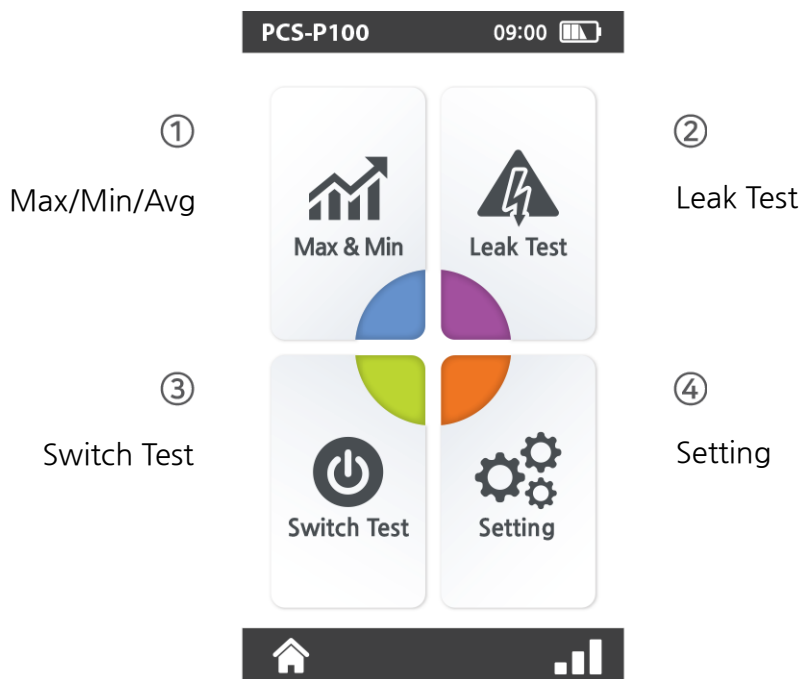 PCS-P100 09:00
① ②
Max/Min/Avg Leak Test
Max & Min Leak Test
③ ④
Switch Test Setting
Switch Test Setting